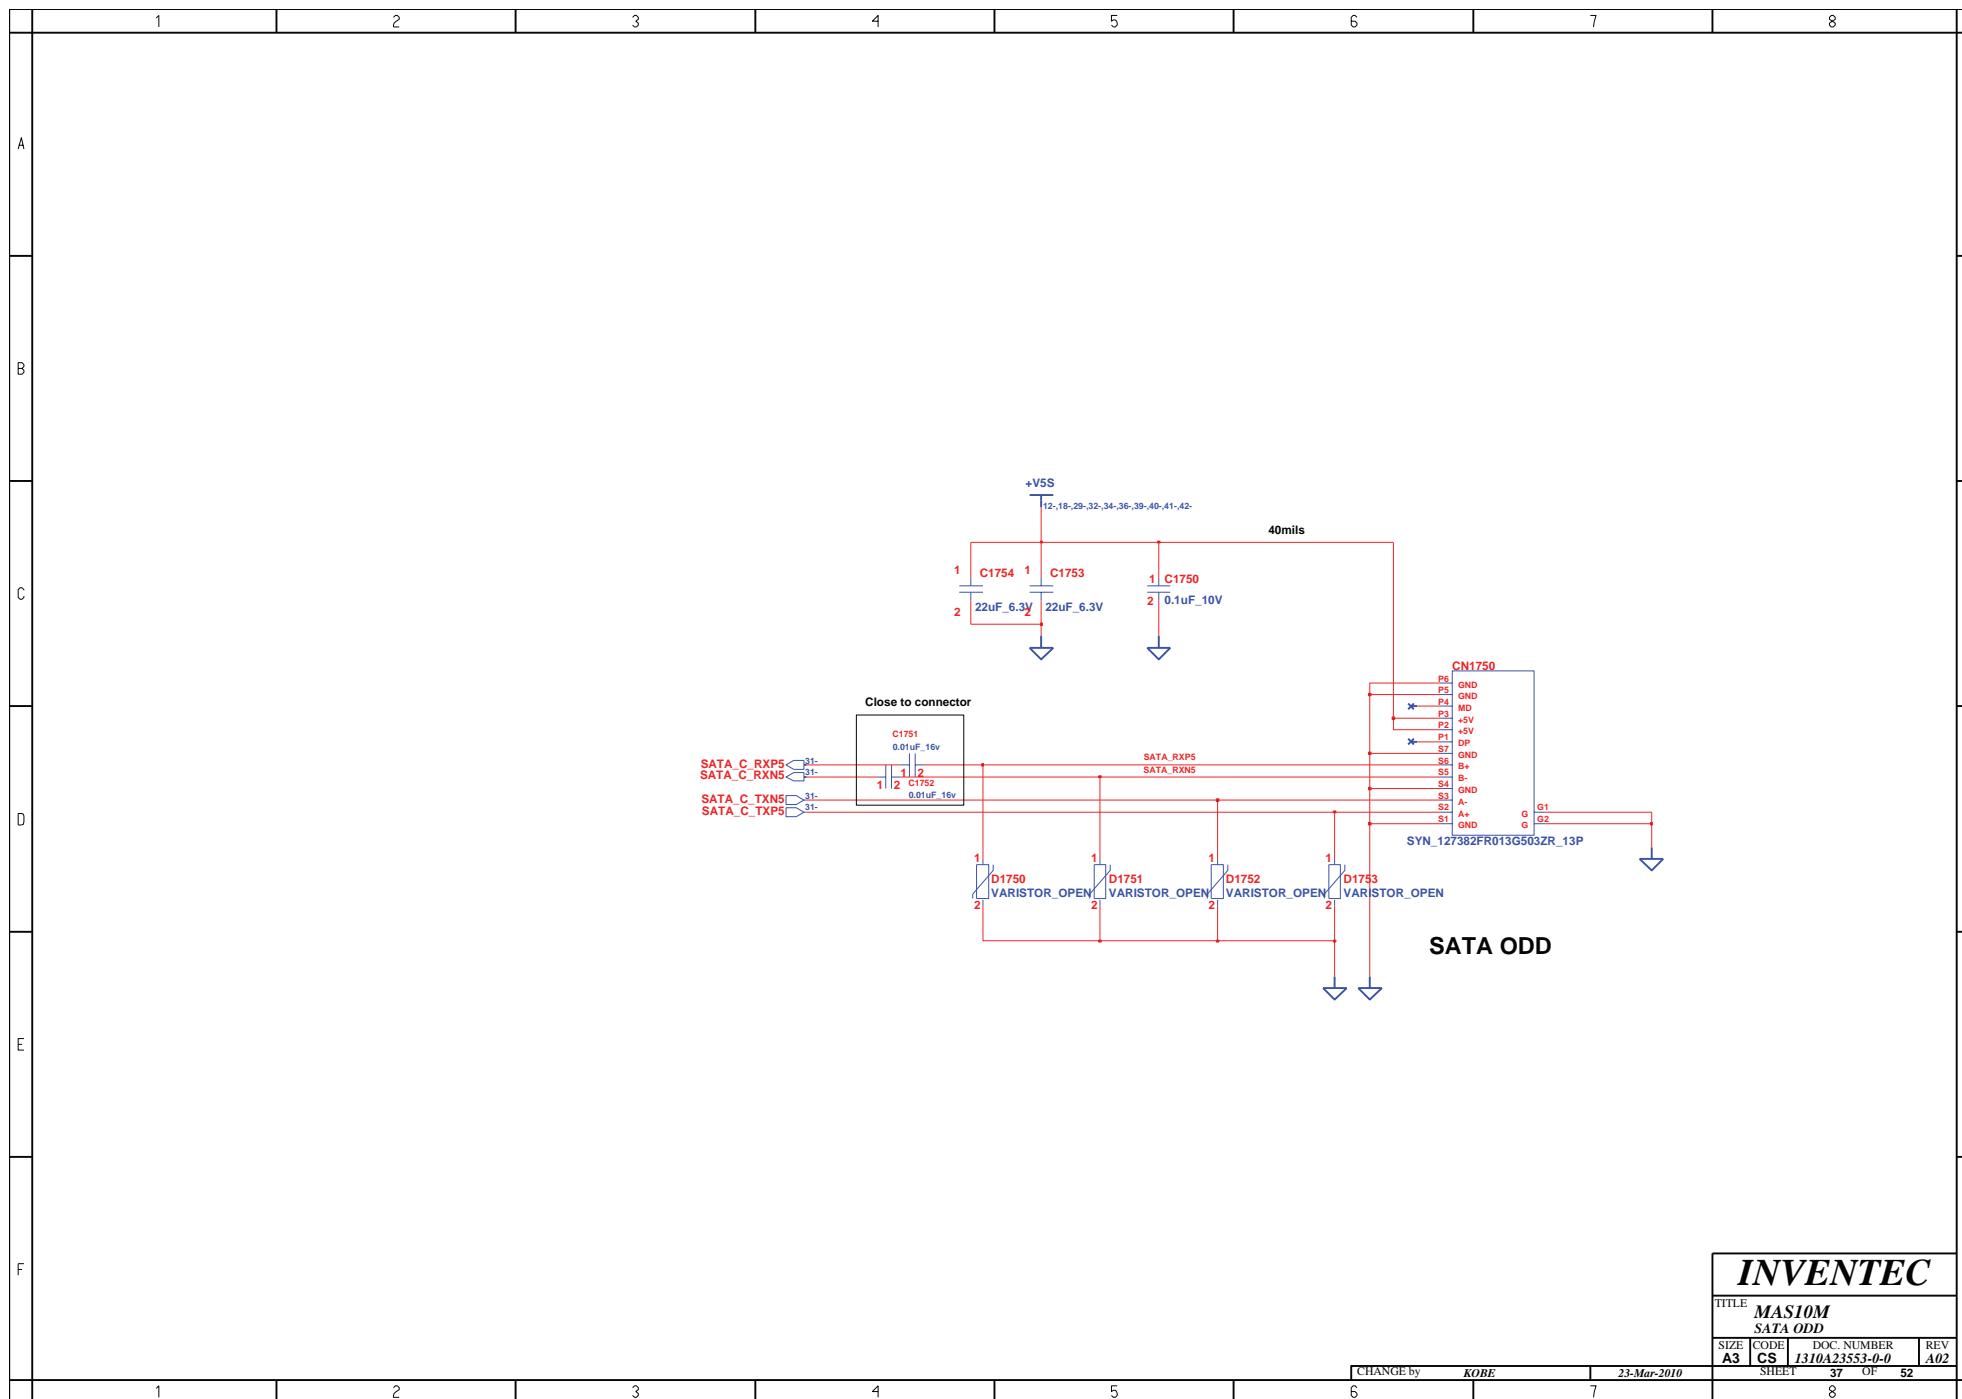 1 2 3 4 5 6 7 8
A
B
C
D
E
F
+V5S
12-,18-,29-,32-,34-,36-,39-,40-,41-,42-
40mils
1 C1754
22uF_6.3V
2
1 C1753
22uF_6.3V
2
1 C1750
0.1uF_10V
2
Close to connector
C1751
0.01uF_16v
1 2
1 2
C1752
0.01uF_16v
SATA_C_RXP5 31-
SATA_C_RXN5 31-
SATA_C_TXN5 31-
SATA_C_TXP5 31-
SATA_RXP5
SATA_RXN5
CN1750
P6 GND
P5 GND
P4 MD
P3 +5V
P2 +5V
P1 DP
S7 GND
S6 B+
S5 B-
S4 GND
S3 A-
S2 A+
S1 GND
G G1
G G2
SYN_127382FR013G503ZR_13P
1
D1750
VARISTOR_OPEN
2
1
D1751
VARISTOR_OPEN
2
1
D1752
VARISTOR_OPEN
2
1
D1753
VARISTOR_OPEN
2
SATA ODD
INVENTEC
TITLE MAS10M
SATA ODD
SIZE CODE DOC. NUMBER REV
A3 CS 1310A23553-0-0 A02
CHANGE by KOBE 23-Mar-2010 SHEET 37 OF 52
1 2 3 4 5 6 7 8